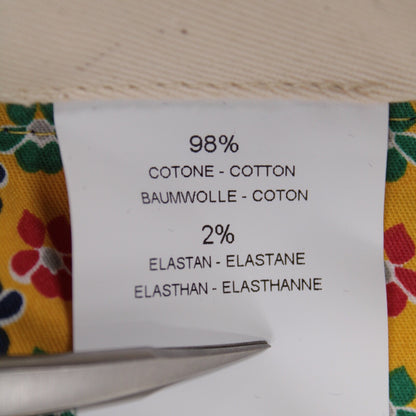 98%
COTONE - COTTON
BAUMWOLLE - COTON
2%
ELASTAN - ELASTANE
ELASTHAN - ELASTHANNE